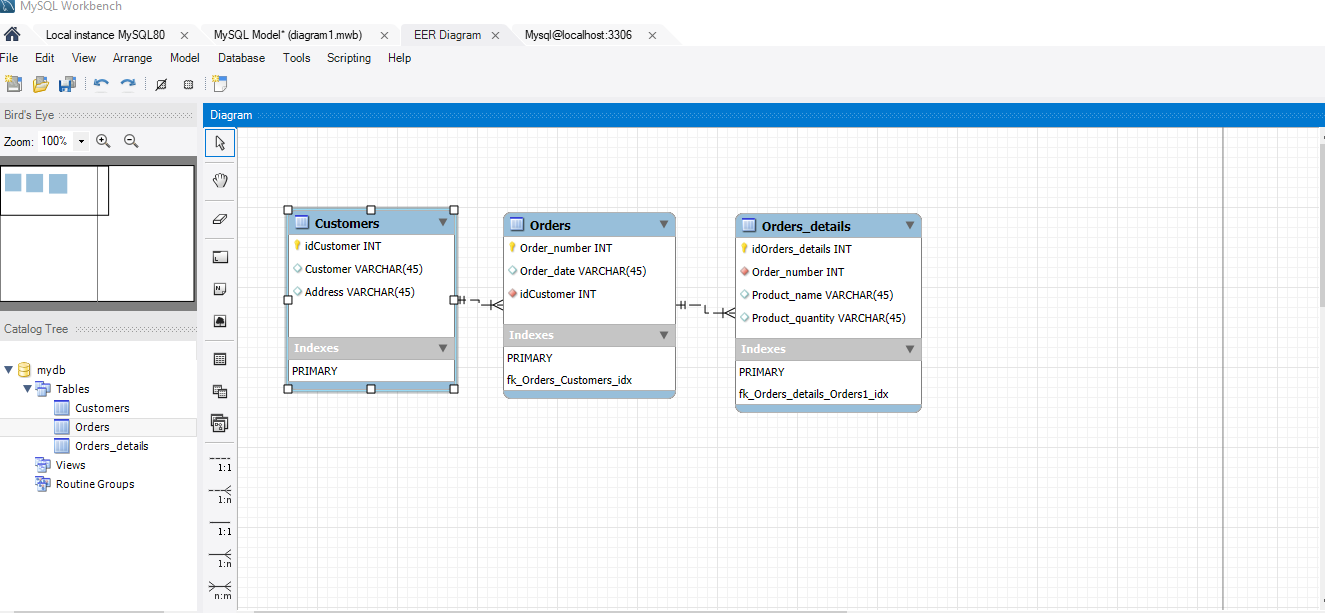 MySQL Workbench
Local instance MySQL80
MySQL Model* (diagram1.mwb)
EER Diagram
Mysql@localhost:3306
File Edit View Arrange Model Database Tools Scripting Help
Bird's Eye
Diagram
Zoom: 100%
Customers
idCustomer INT
Customer VARCHAR(45)
Address VARCHAR(45)
Indexes
PRIMARY
Orders
Order_number INT
Order_date VARCHAR(45)
idCustomer INT
Indexes
PRIMARY
fk_Orders_Customers_idx
Orders_details
idOrders_details INT
Order_number INT
Product_name VARCHAR(45)
Product_quantity VARCHAR(45)
Indexes
PRIMARY
fk_Orders_details_Orders1_idx
Catalog Tree
mydb
Tables
Customers
Orders
Orders_details
Views
Routine Groups
1:1
1:n
1:1
1:n
n:m